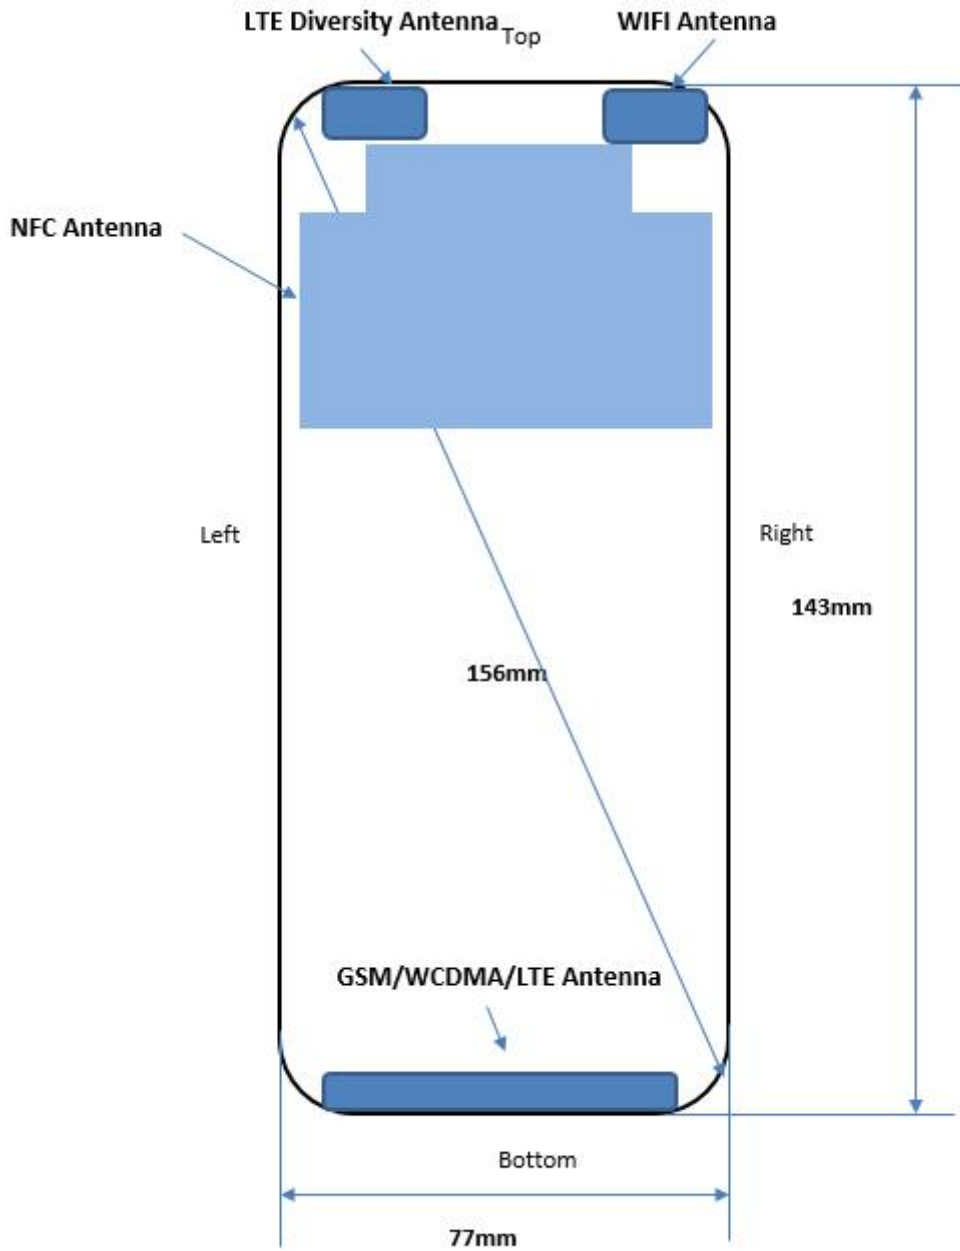 LTE Diversity Antenna
Top
WIFI Antenna
NFC Antenna
Left
Right
143mm
156mm
GSM/WCDMA/LTE Antenna
Bottom
77mm